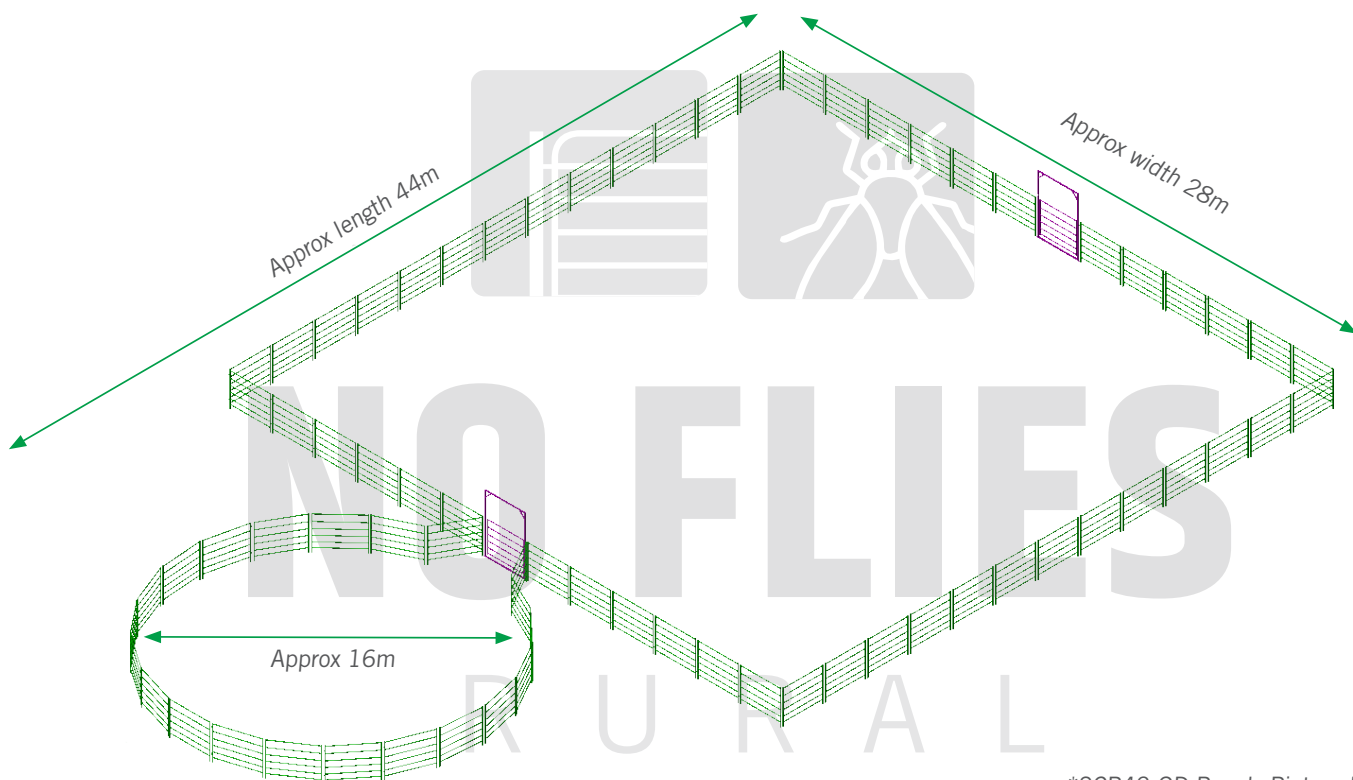 Approx length 44m
Approx width 28m
NO FLIES
Approx 16m
RURAL